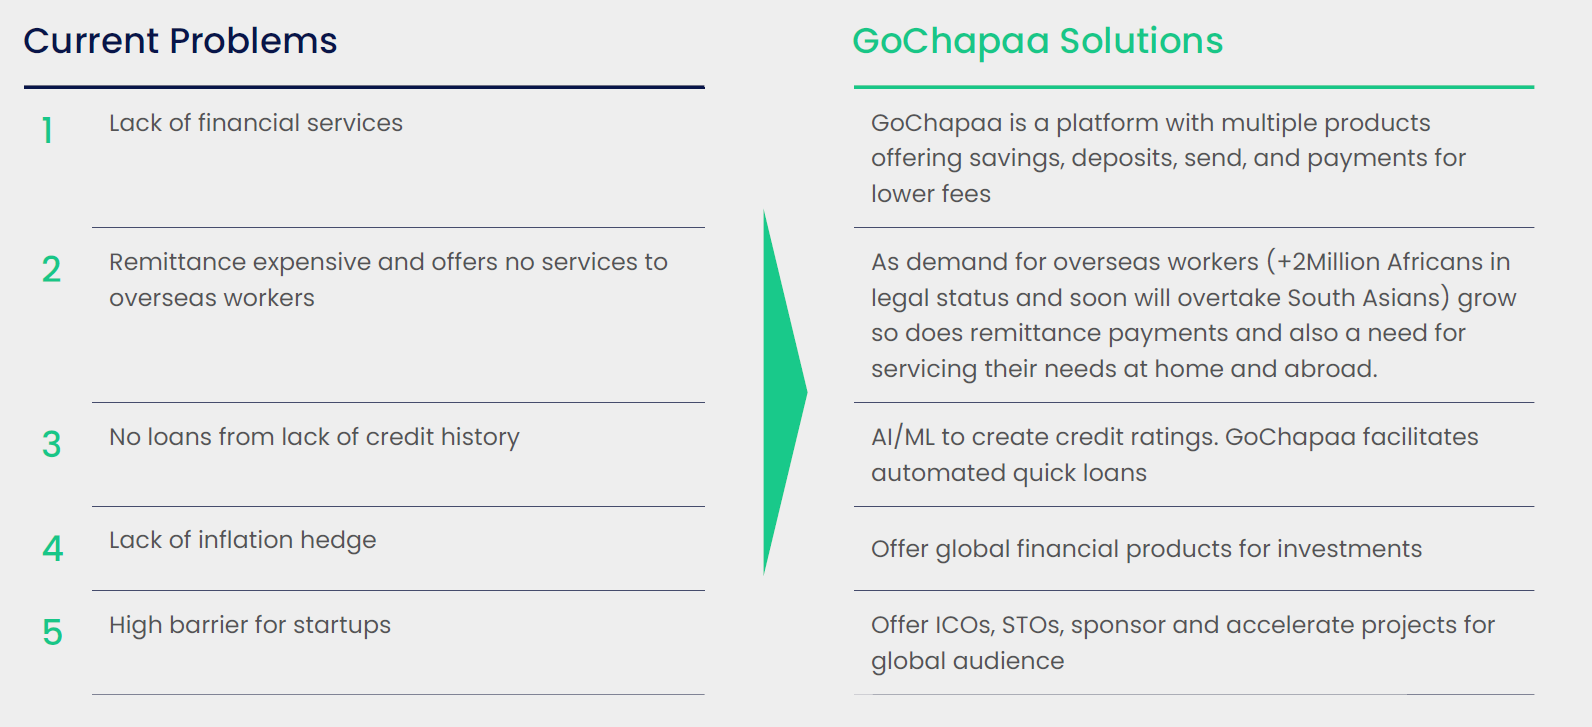 Current Problems
GoChapaa Solutions
1
Lack of financial services
GoChapaa is a platform with multiple products
offering savings, deposits, send, and payments for
lower fees
2
Remittance expensive and offers no services to
overseas workers
As demand for overseas workers (+2Million Africans in
legal status and soon will overtake South Asians) grow
so does remittance payments and also a need for
servicing their needs at home and abroad.
3
No loans from lack of credit history
AI/ML to create credit ratings. GoChapaa facilitates
automated quick loans
4
Lack of inflation hedge
Offer global financial products for investments
5
High barrier for startups
Offer ICOs, STOs, sponsor and accelerate projects for
global audience